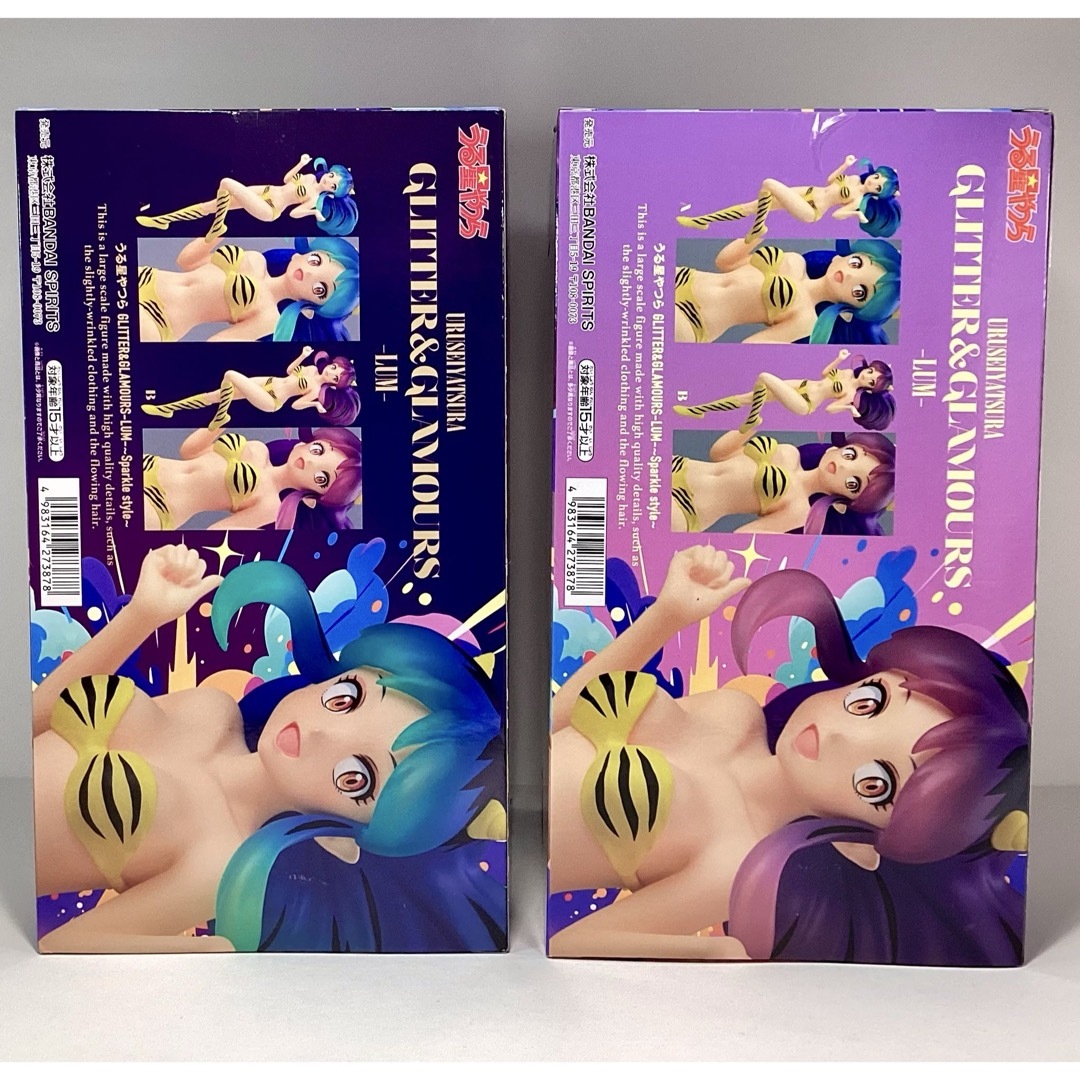 うる星やつら
GLITTER&GLAMOURS
URUSEIYATSURA
-LUM-
A
B
うる星やつら GLITTER&GLAMOURS-LUM-~Sparkle style~
This is a large scale figure made with high quality details, such as
the slightly-wrinkled clothing and the flowing hair.
発売元 株式会社BANDAI SPIRITS
対象年齢15才以上
4 983164 273878
うる星やつら
GLITTER&GLAMOURS
URUSEIYATSURA
-LUM-
A
B
うる星やつら GLITTER&GLAMOURS-LUM-~Sparkle style~
This is a large scale figure made with high quality details, such as
the slightly-wrinkled clothing and the flowing hair.
発売元 株式会社BANDAI SPIRITS
対象年齢15才以上
4 983164 273878